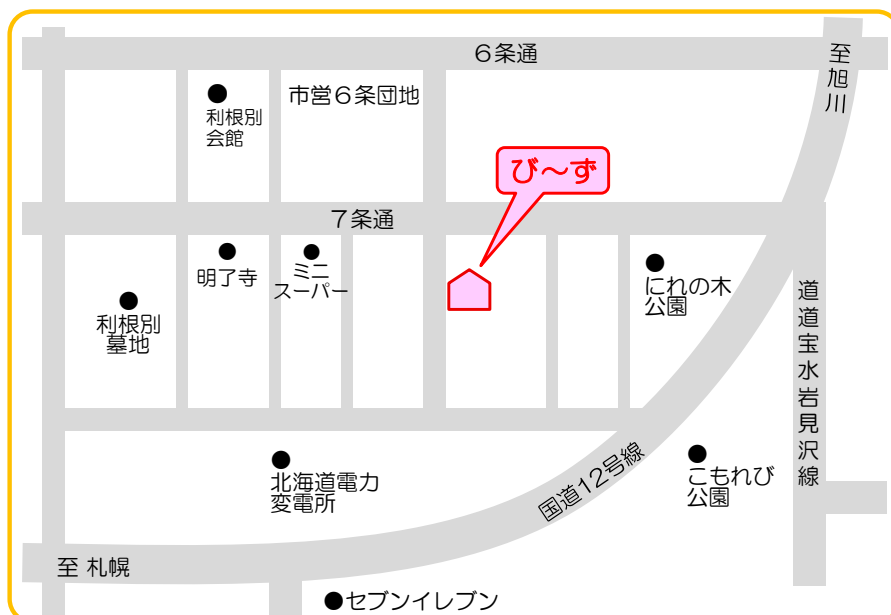 6条通
至旭川
利根別
会館
市営6条団地
び～ず
7条通
明了寺
ミニ
スーパー
にれの木
公園
利根別
墓地
道道宝水岩見沢線
北海道電力
変電所
国道12号線
こもれび
公園
至 札幌
セブンイレブン